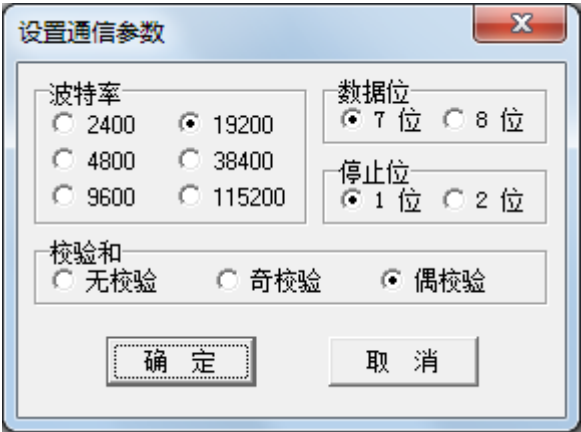 设置通信参数
波特率
2400 19200
4800 38400
9600 115200
数据位
7 位 8 位
停止位
1 位 2 位
校验和
无校验 奇校验 偶校验
确 定 取 消